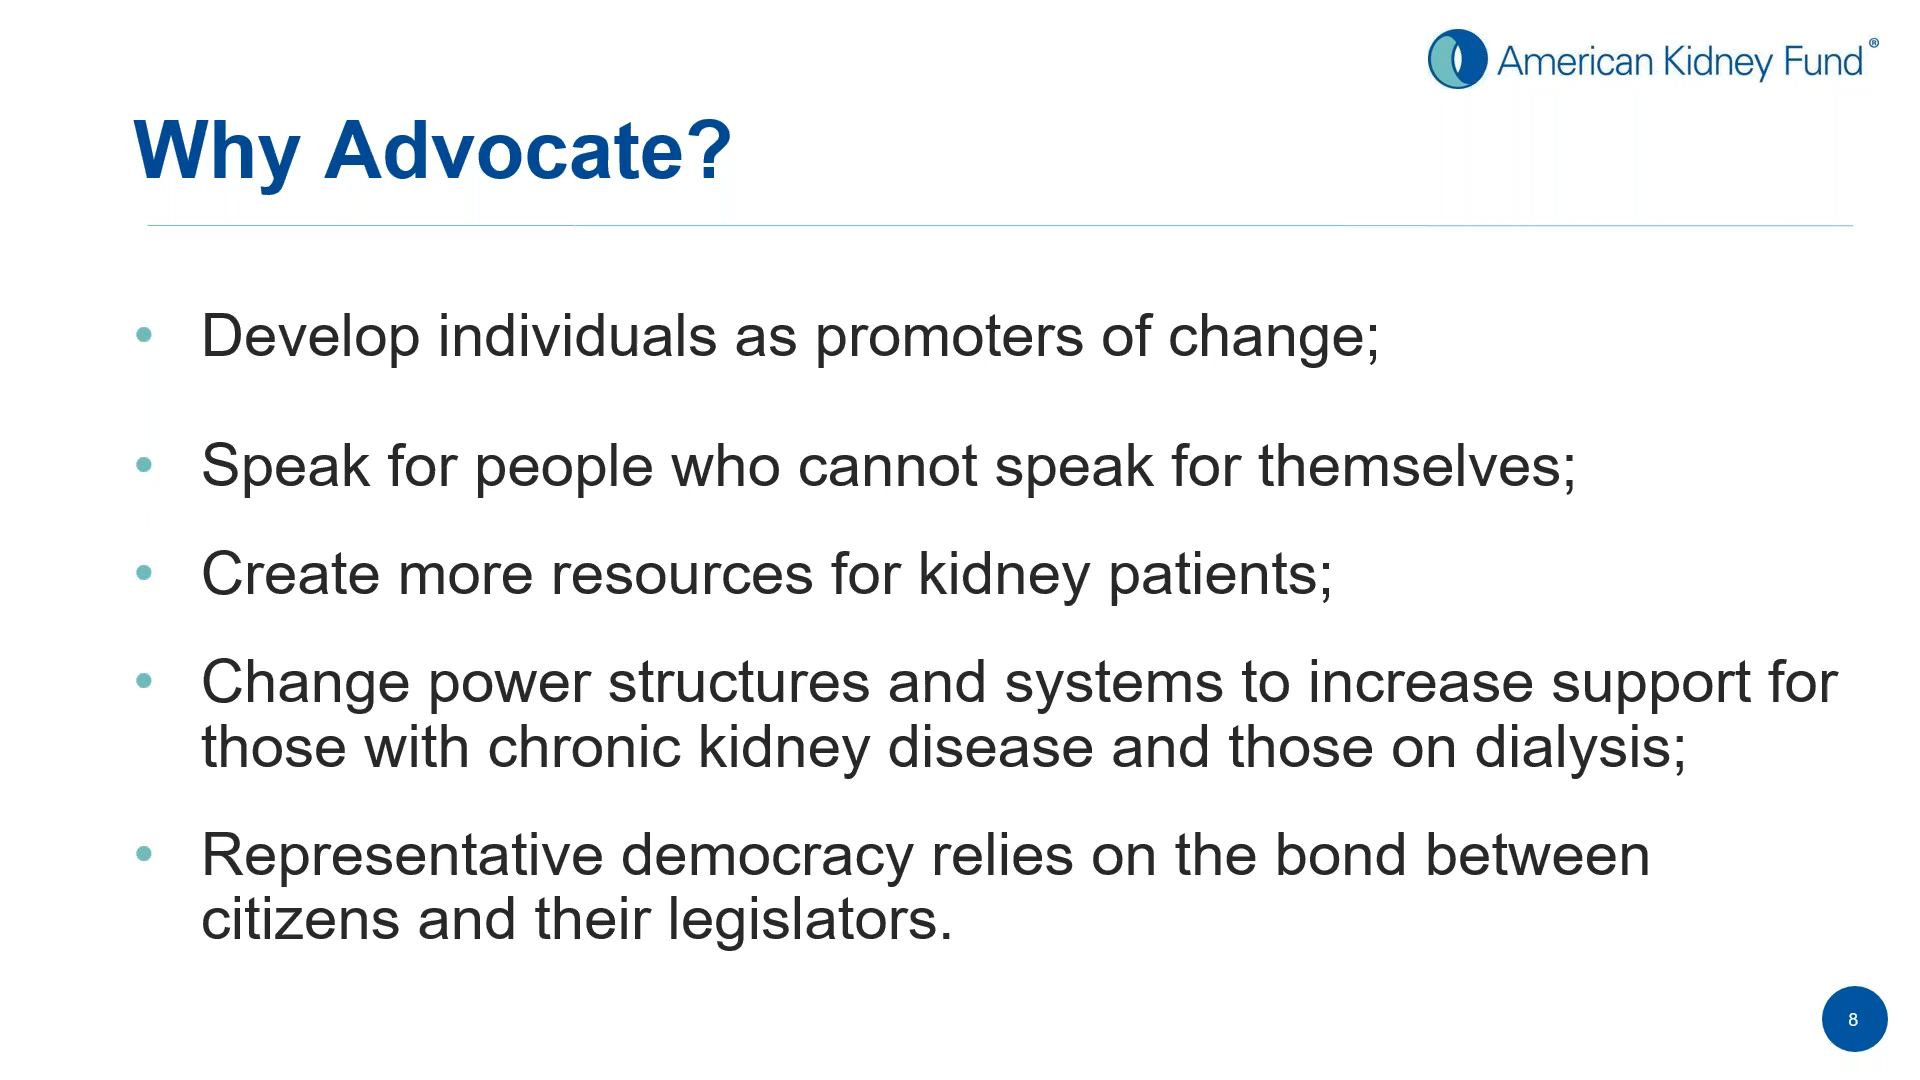 American Kidney Fund®
Why Advocate?
• Develop individuals as promoters of change;
• Speak for people who cannot speak for themselves;
• Create more resources for kidney patients;
• Change power structures and systems to increase support for
those with chronic kidney disease and those on dialysis;
• Representative democracy relies on the bond between
citizens and their legislators.
8